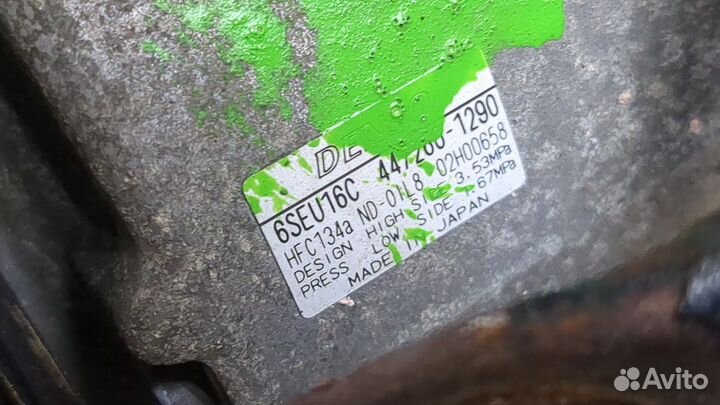 6SEU16C 447260-1290
HFC134a ND-OIL8 02H00658
DESIGN HIGH SIDE 3.53MPa
PRESS LOW SIDE 1.67MPa
MADE IN JAPAN
Avito